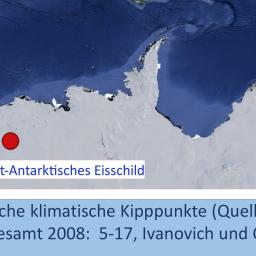 t-Antarktisches Eisschild
che klimatische Kipppunkte (Quell
esamt 2008: 5-17, Ivanovich und